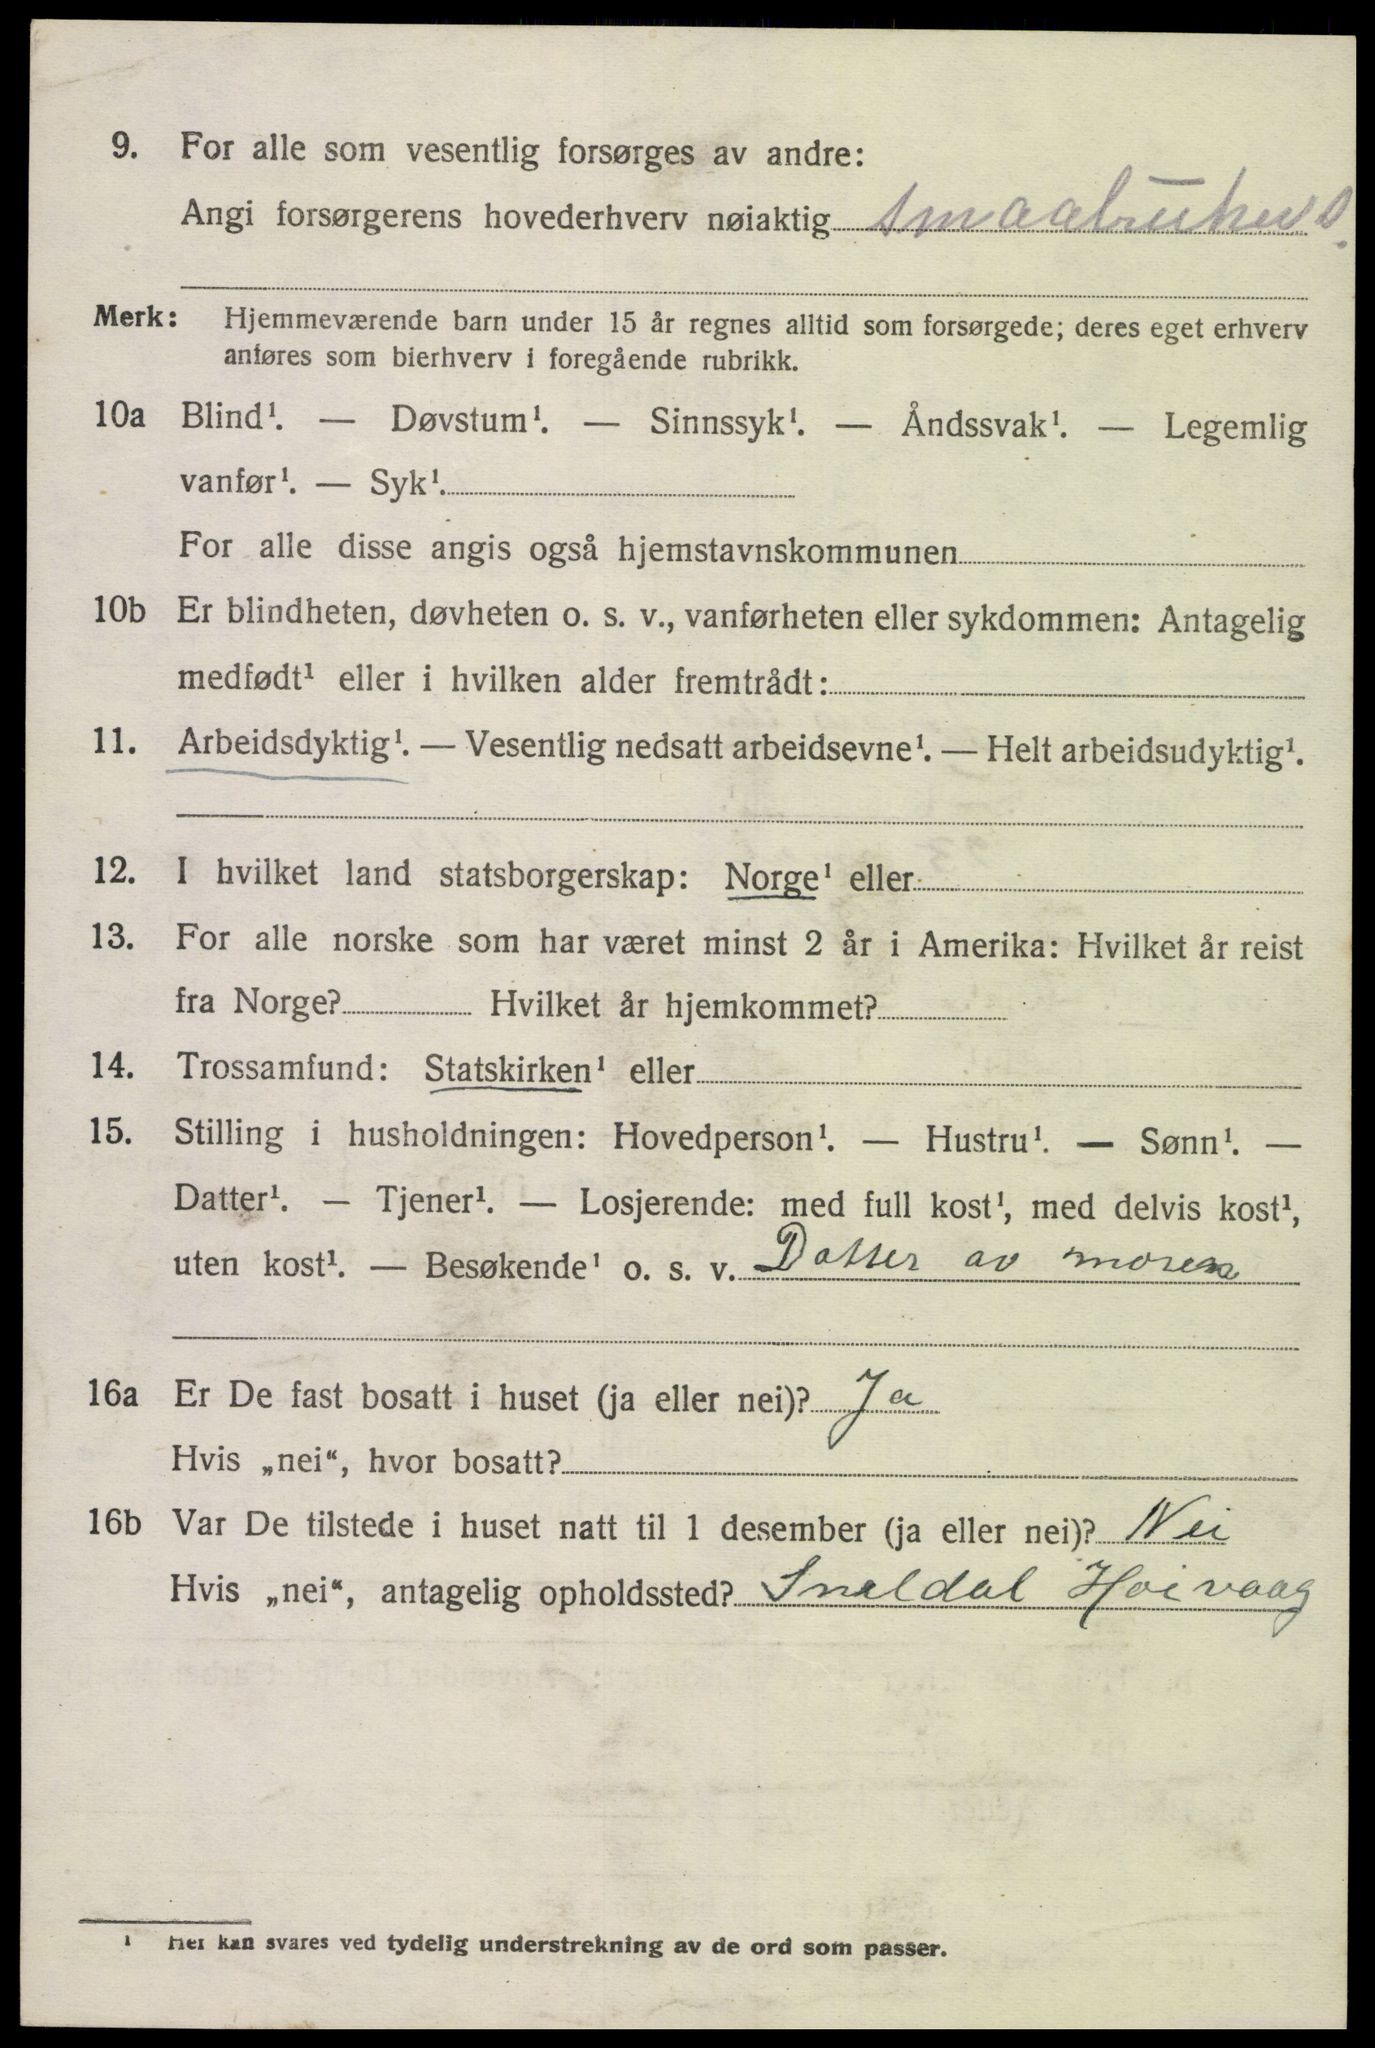 9. For alle som vesentlig forsørges av andre:
Angi forsørgerens hovederhverv nøiaktig smaabruker
Merk: Hjemmeværende barn under 15 år regnes alltid som forsørgede; deres eget erhverv
anføres som bierhverv i foregående rubrikk.
10a Blind¹. — Døvstum¹. — Sinnssyk¹. — Åndssvak¹. — Legemlig
vanfør¹. — Syk¹.
For alle disse angis også hjemstavnskommunen
10b Er blindheten, døvheten o. s. v., vanførheten eller sykdommen: Antagelig
medfødt¹ eller i hvilken alder fremtrådt:
11. Arbeidsdyktig¹. — Vesentlig nedsatt arbeidsevne¹. — Helt arbeidsudyktig¹.
12. I hvilket land statsborgerskap: Norge¹ eller
13. For alle norske som har været minst 2 år i Amerika: Hvilket år reist
fra Norge? Hvilket år hjemkommet?
14. Trossamfund: Statskirken¹ eller
15. Stilling i husholdningen: Hovedperson¹. — Hustru¹. — Sønn¹. —
Datter¹. — Tjener¹. — Losjerende: med full kost¹, med delvis kost¹,
uten kost¹. — Besøkende¹ o. s. v. Datter av moren
16a Er De fast bosatt i huset (ja eller nei)? Ja
Hvis „nei“, hvor bosatt?
16b Var De tilstede i huset natt til 1 desember (ja eller nei)? Nei
Hvis „nei“, antagelig opholdssted? Sneldal Høivaag
¹ Her kan svares ved tydelig understrekning av de ord som passer.